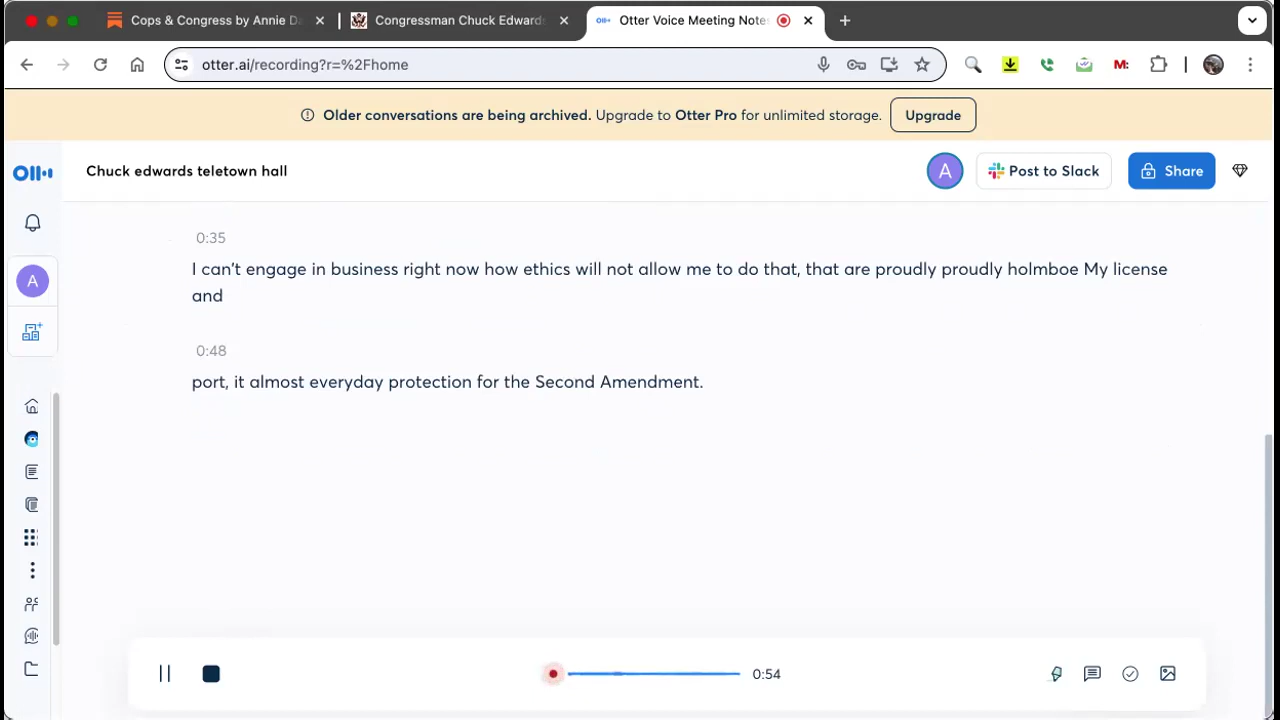 Cops & Congress by Annie Da
Congressman Chuck Edwards
Otter Voice Meeting Notes
otter.ai/recording?r=%2Fhome
M:
Older conversations are being archived. Upgrade to Otter Pro for unlimited storage.
Upgrade
Chuck edwards teletown hall
A
Post to Slack
Share
A
0:35
I can't engage in business right now how ethics will not allow me to do that, that are proudly proudly holmboe My license
and
0:48
port, it almost everyday protection for the Second Amendment.
0:54